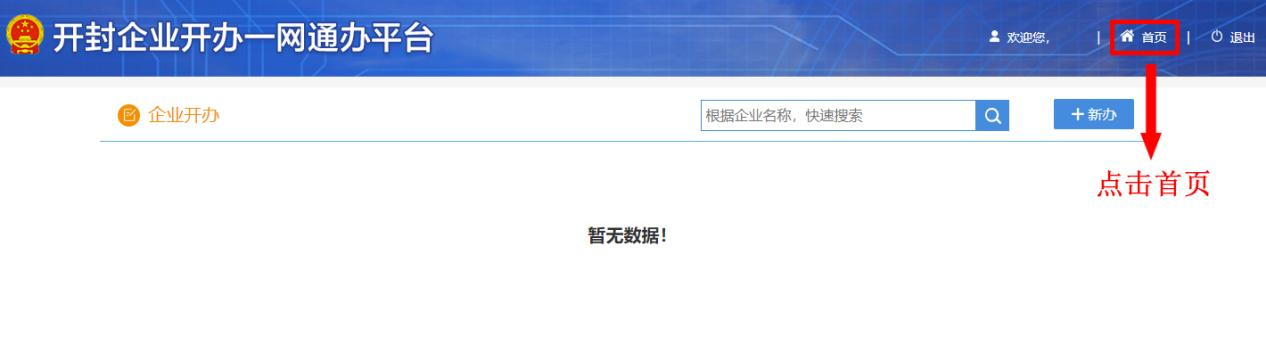 开封企业开办一网通办平台
欢迎您, | 首页 | 退出
企业开办
根据企业名称，快速搜索
新办
点击首页
暂无数据！